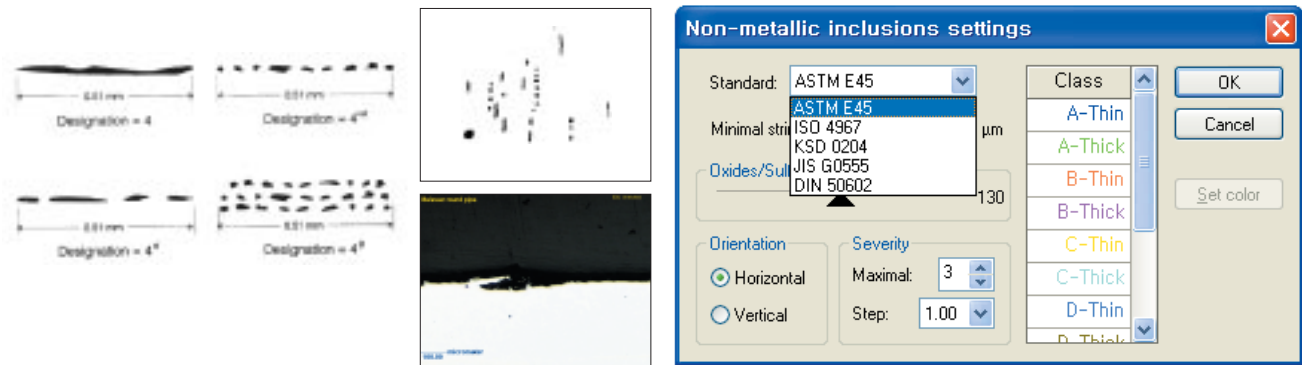 0.01 mm
Designation = 4
0.01 mm
Designation = 4
0.01 mm
Designation = 4
0.01 mm
Designation = 4
Non-metallic inclusions settings
Standard: ASTM E45
ASTM E45
ISO 4967
KSD 0204
JIS G0555
DIN 50602
Minimal stri
µm
Oxides/Sul
130
Orientation
Horizontal
Vertical
Severity
Maximal: 3
Step: 1.00
Class
A-Thin
A-Thick
B-Thin
B-Thick
C-Thin
C-Thick
D-Thin
D-Thick
OK
Cancel
Set color